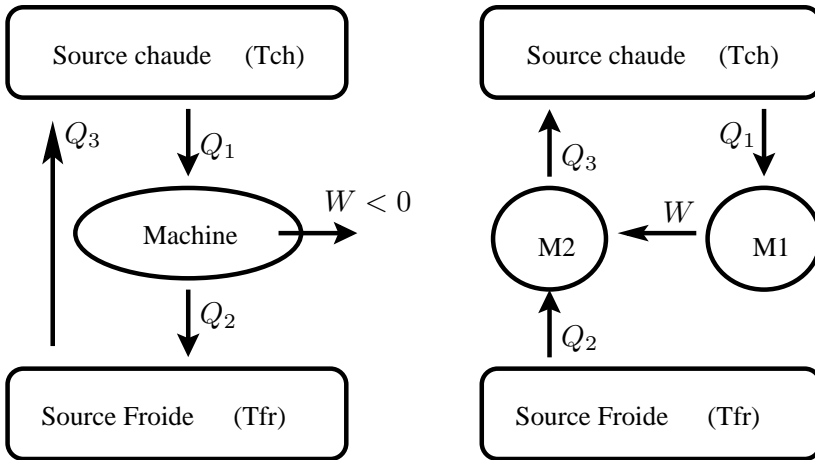 Source chaude (Tch)
Q3
Q1
W < 0
Machine
Q2
Source Froide (Tfr)
Source chaude (Tch)
Q3
Q1
W
M2
M1
Q2
Source Froide (Tfr)